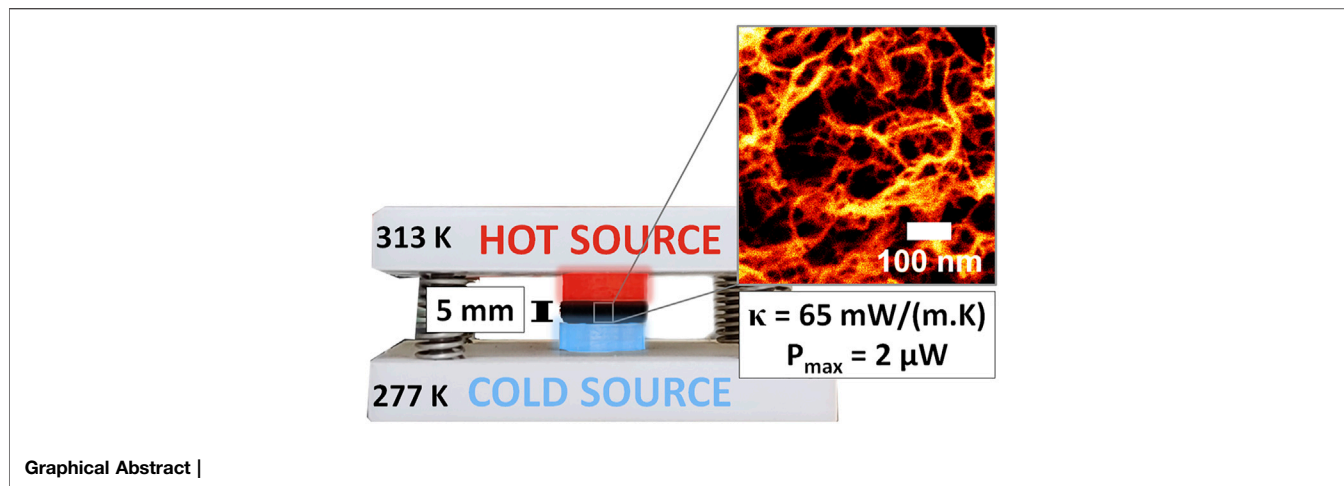 313 K HOT SOURCE
5 mm
277 K COLD SOURCE
100 nm
κ = 65 mW/(m.K)
Pmax = 2 µW
Graphical Abstract |